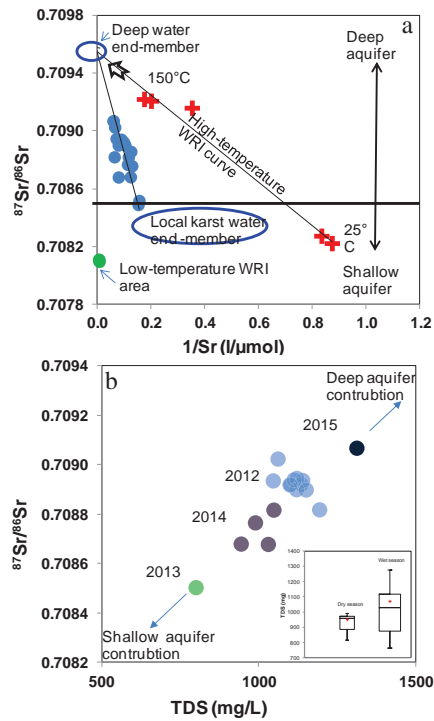 a
Deep water
end-member
0.7098
0.7094
0.7090
0.7086
0.7082
0.7078
⁸⁷Sr/⁸⁶Sr
150°C
High-temperature
WRI curve
Deep
aquifer
Local karst water
end -member
25°
C
Low-temperature WRI
area
Shallow
aquifer
0.0 0.2 0.4 0.6 0.8 1.0 1.2
1/Sr (l/µmol)
b
0.7094
0.7092
0.7090
0.7088
0.7086
0.7084
0.7082
⁸⁷Sr/⁸⁶Sr
Deep aquifer
contrubtion
2015
2012
2014
2013
Shallow aquifer
contrubtion
1400
1300
1200
1100
1000
900
800
700
TDS (mg)
Wet season
Dry season
500 1000 1500
TDS (mg/L)